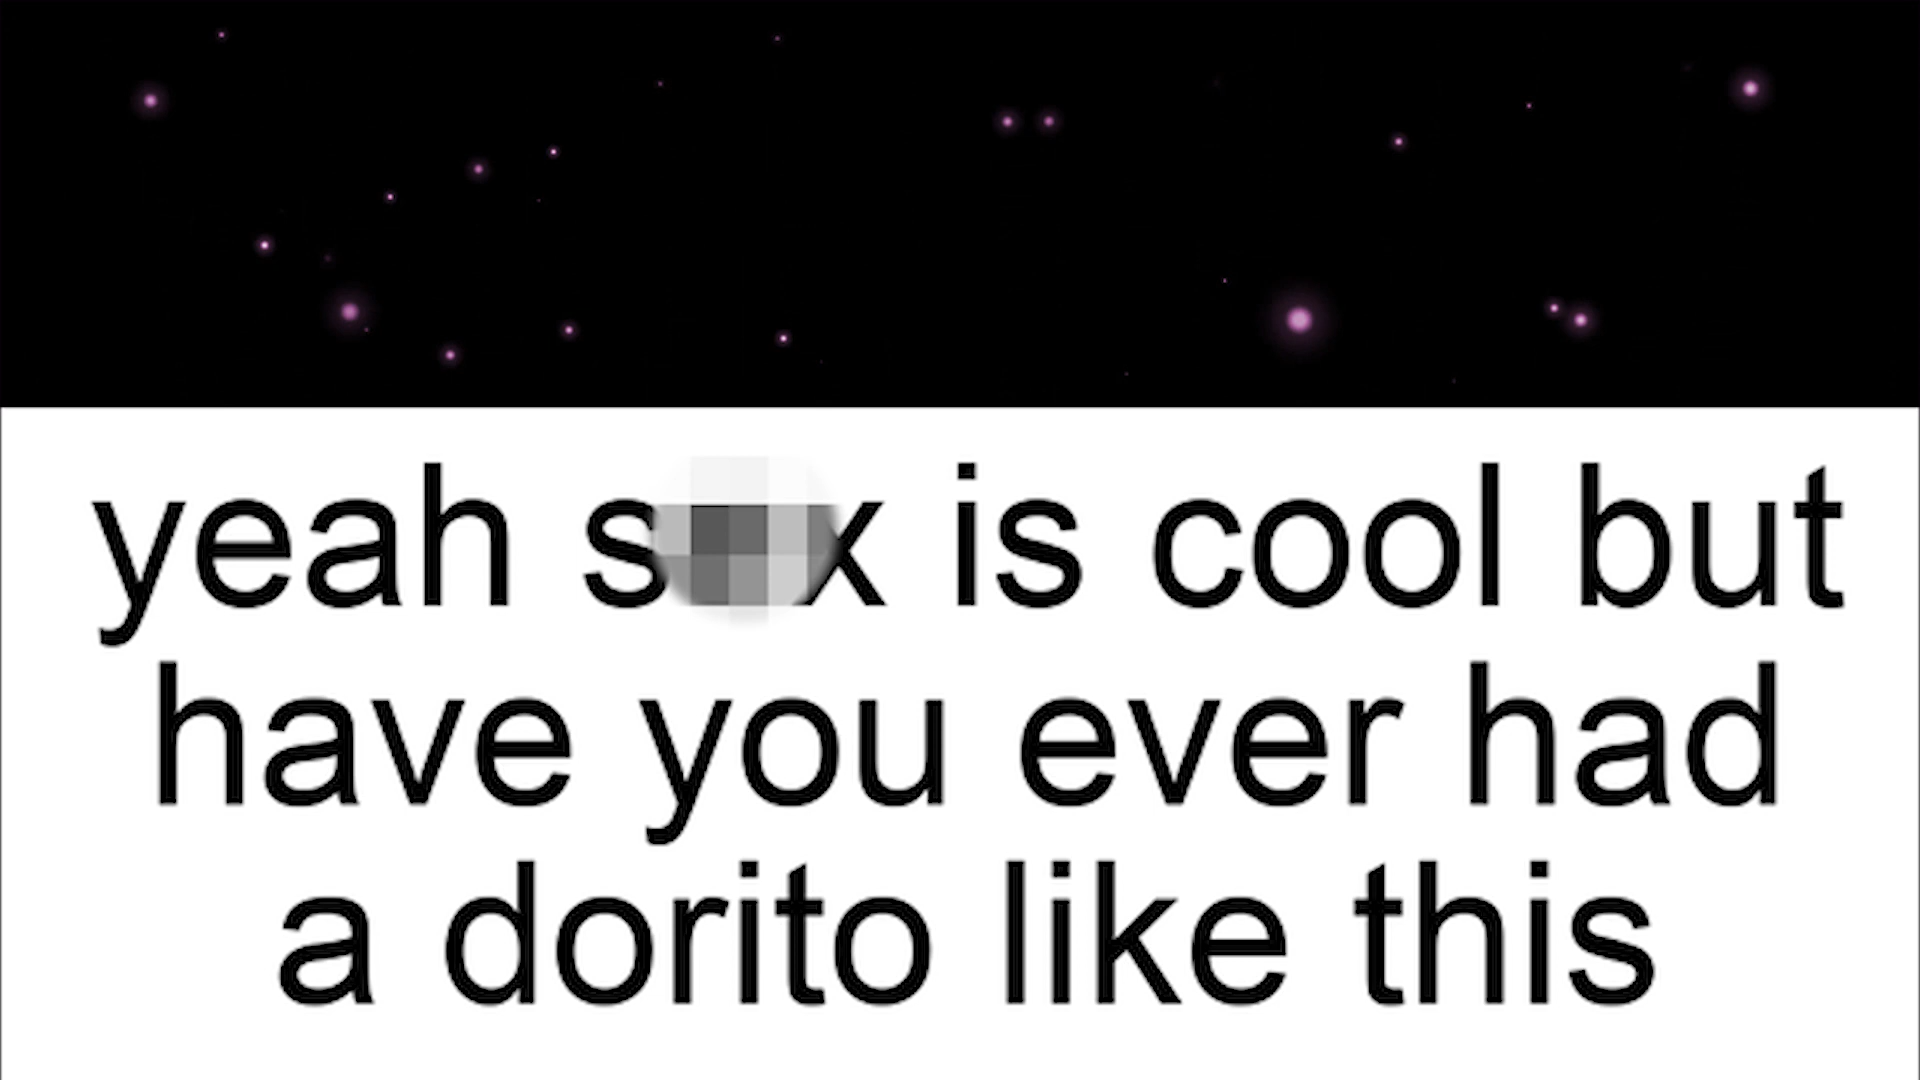 yeah s x is cool but
have you ever had
a dorito like this